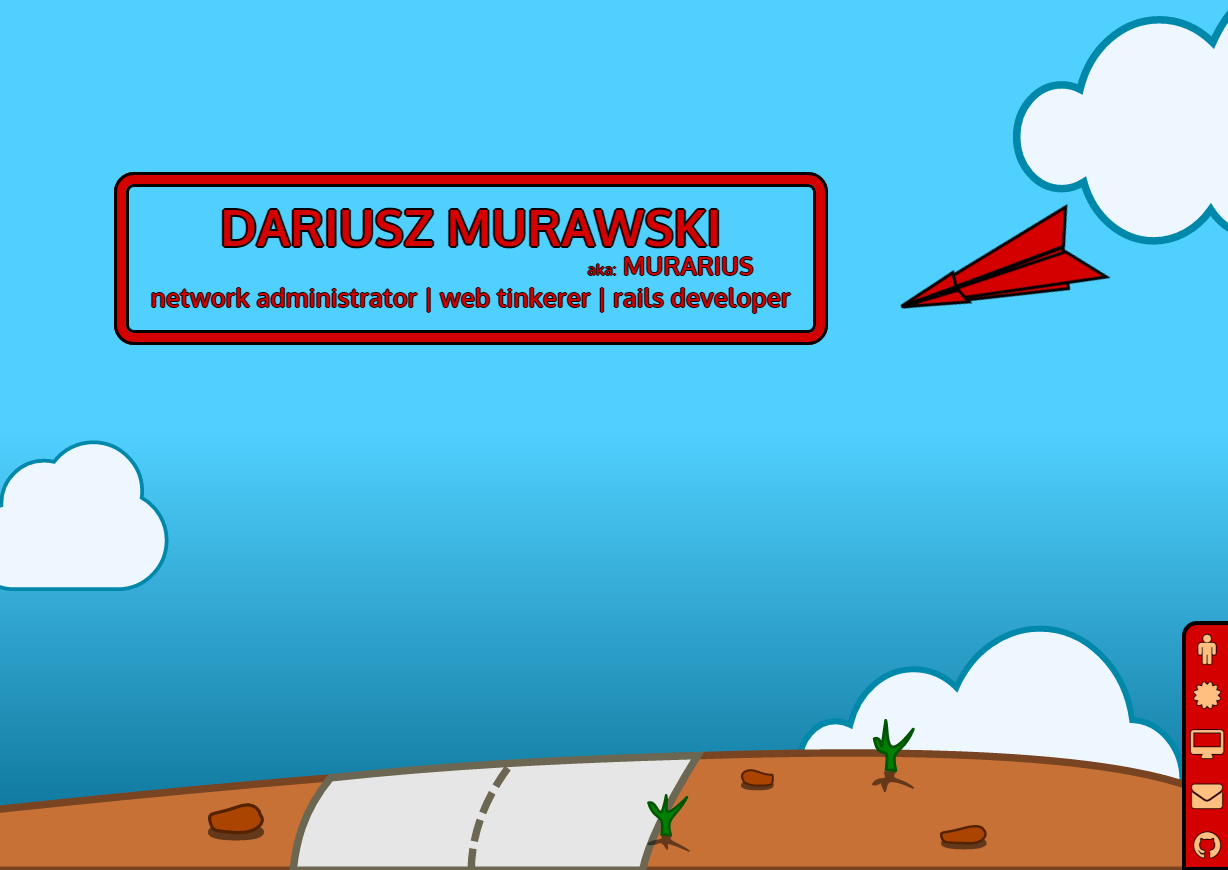 DARIUSZ MURAWSKI
aka: MURARIUS
network administrator | web tinkerer | rails developer